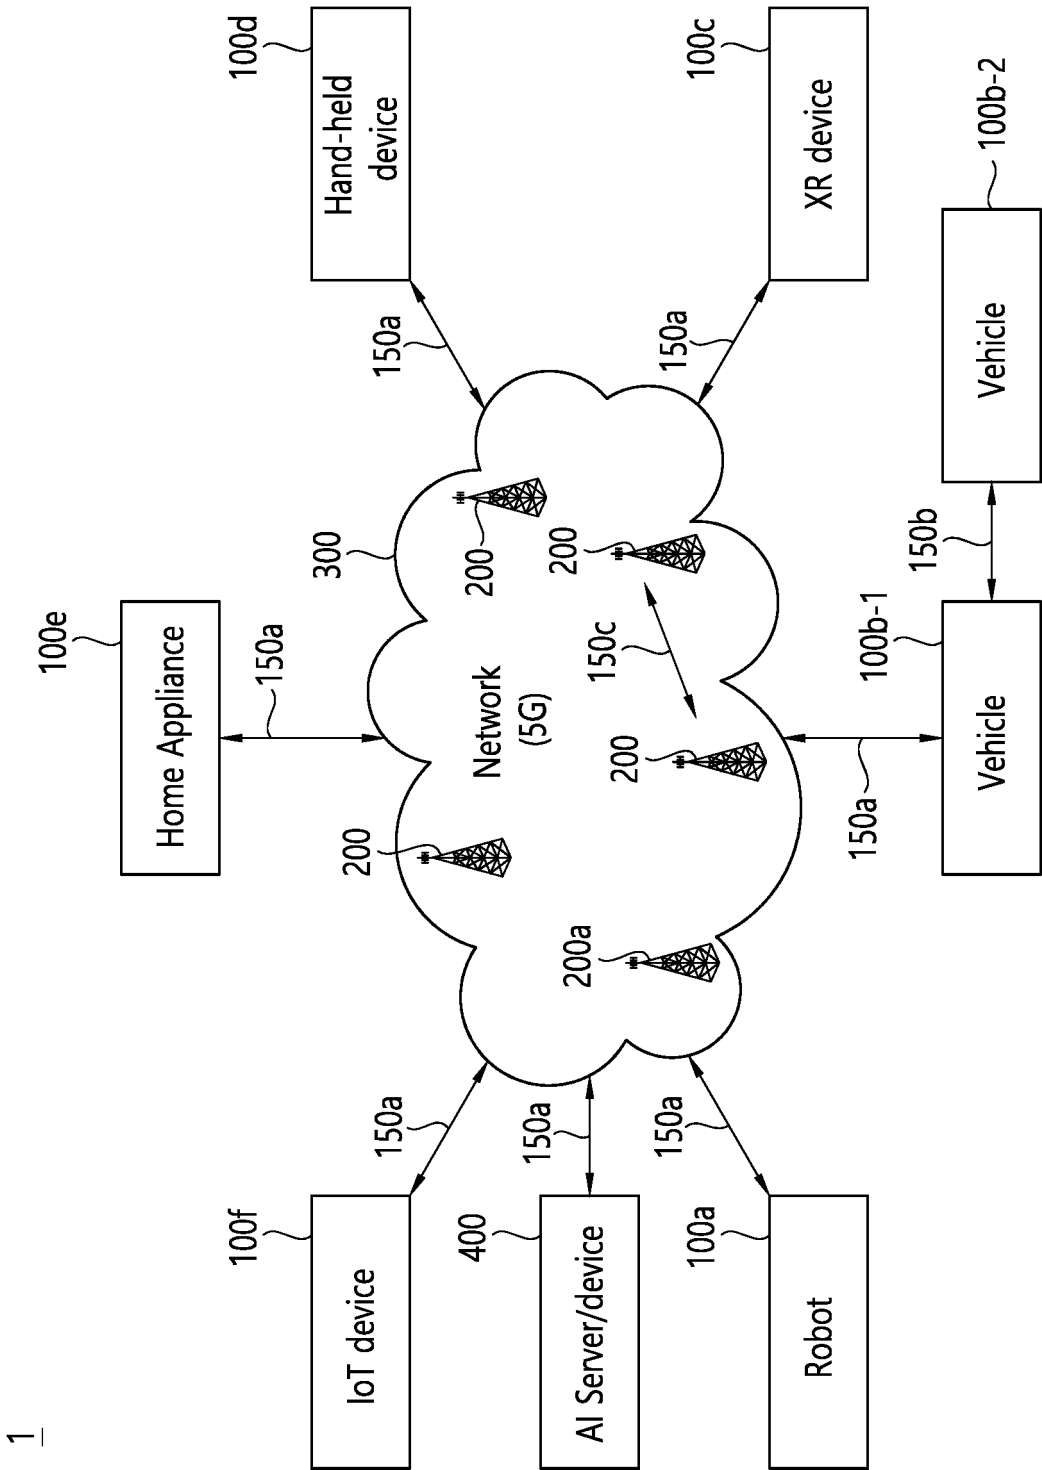 1
100e
Home Appliance
100f
100d
150a
300
IoT device
Hand-held
device
200
150a
150a
400
200
Network
(5G)
150a
200
200a
AI Server/device
150c
200
150a
150a
100a
100c
Robot
XR device
150a
100b-1
150b
Vehicle
Vehicle
100b-2